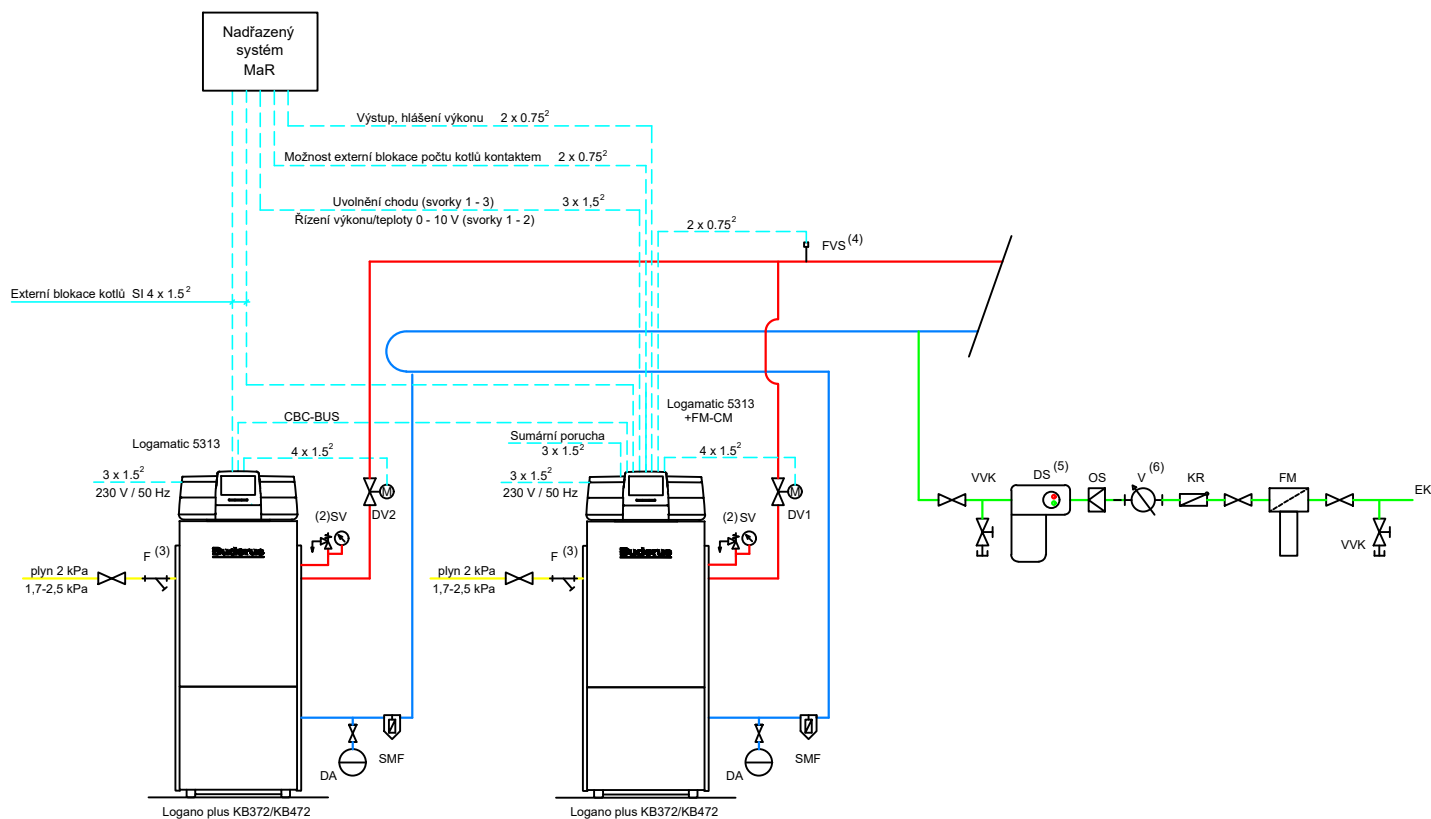 Nadřazený
systém
MaR
Výstup, hlášení výkonu 2 x 0.75²
Možnost externí blokace počtu kotlů kontaktem 2 x 0.75²
Uvolnění chodu (svorky 1 - 3) 3 x 1,5²
Řízení výkonu/teploty 0 - 10 V (svorky 1 - 2)
2 x 0.75²
FVS (4)
Externí blokace kotlů SI 4 x 1.5²
CBC-BUS
Logamatic 5313
4 x 1.5²
3 x 1.5²
230 V / 50 Hz
M
DV2
(2) SV
F (3)
plyn 2 kPa
1,7-2,5 kPa
Buderus
DA
SMF
Logano plus KB372/KB472
Logamatic 5313
+FM-CM
Sumární porucha
3 x 1.5²
4 x 1.5²
3 x 1.5²
230 V / 50 Hz
M
DV1
(2) SV
F (3)
plyn 2 kPa
1,7-2,5 kPa
Buderus
DA
SMF
Logano plus KB372/KB472
VVK
DS (5)
OS
V (6)
KR
FM
EK
VVK